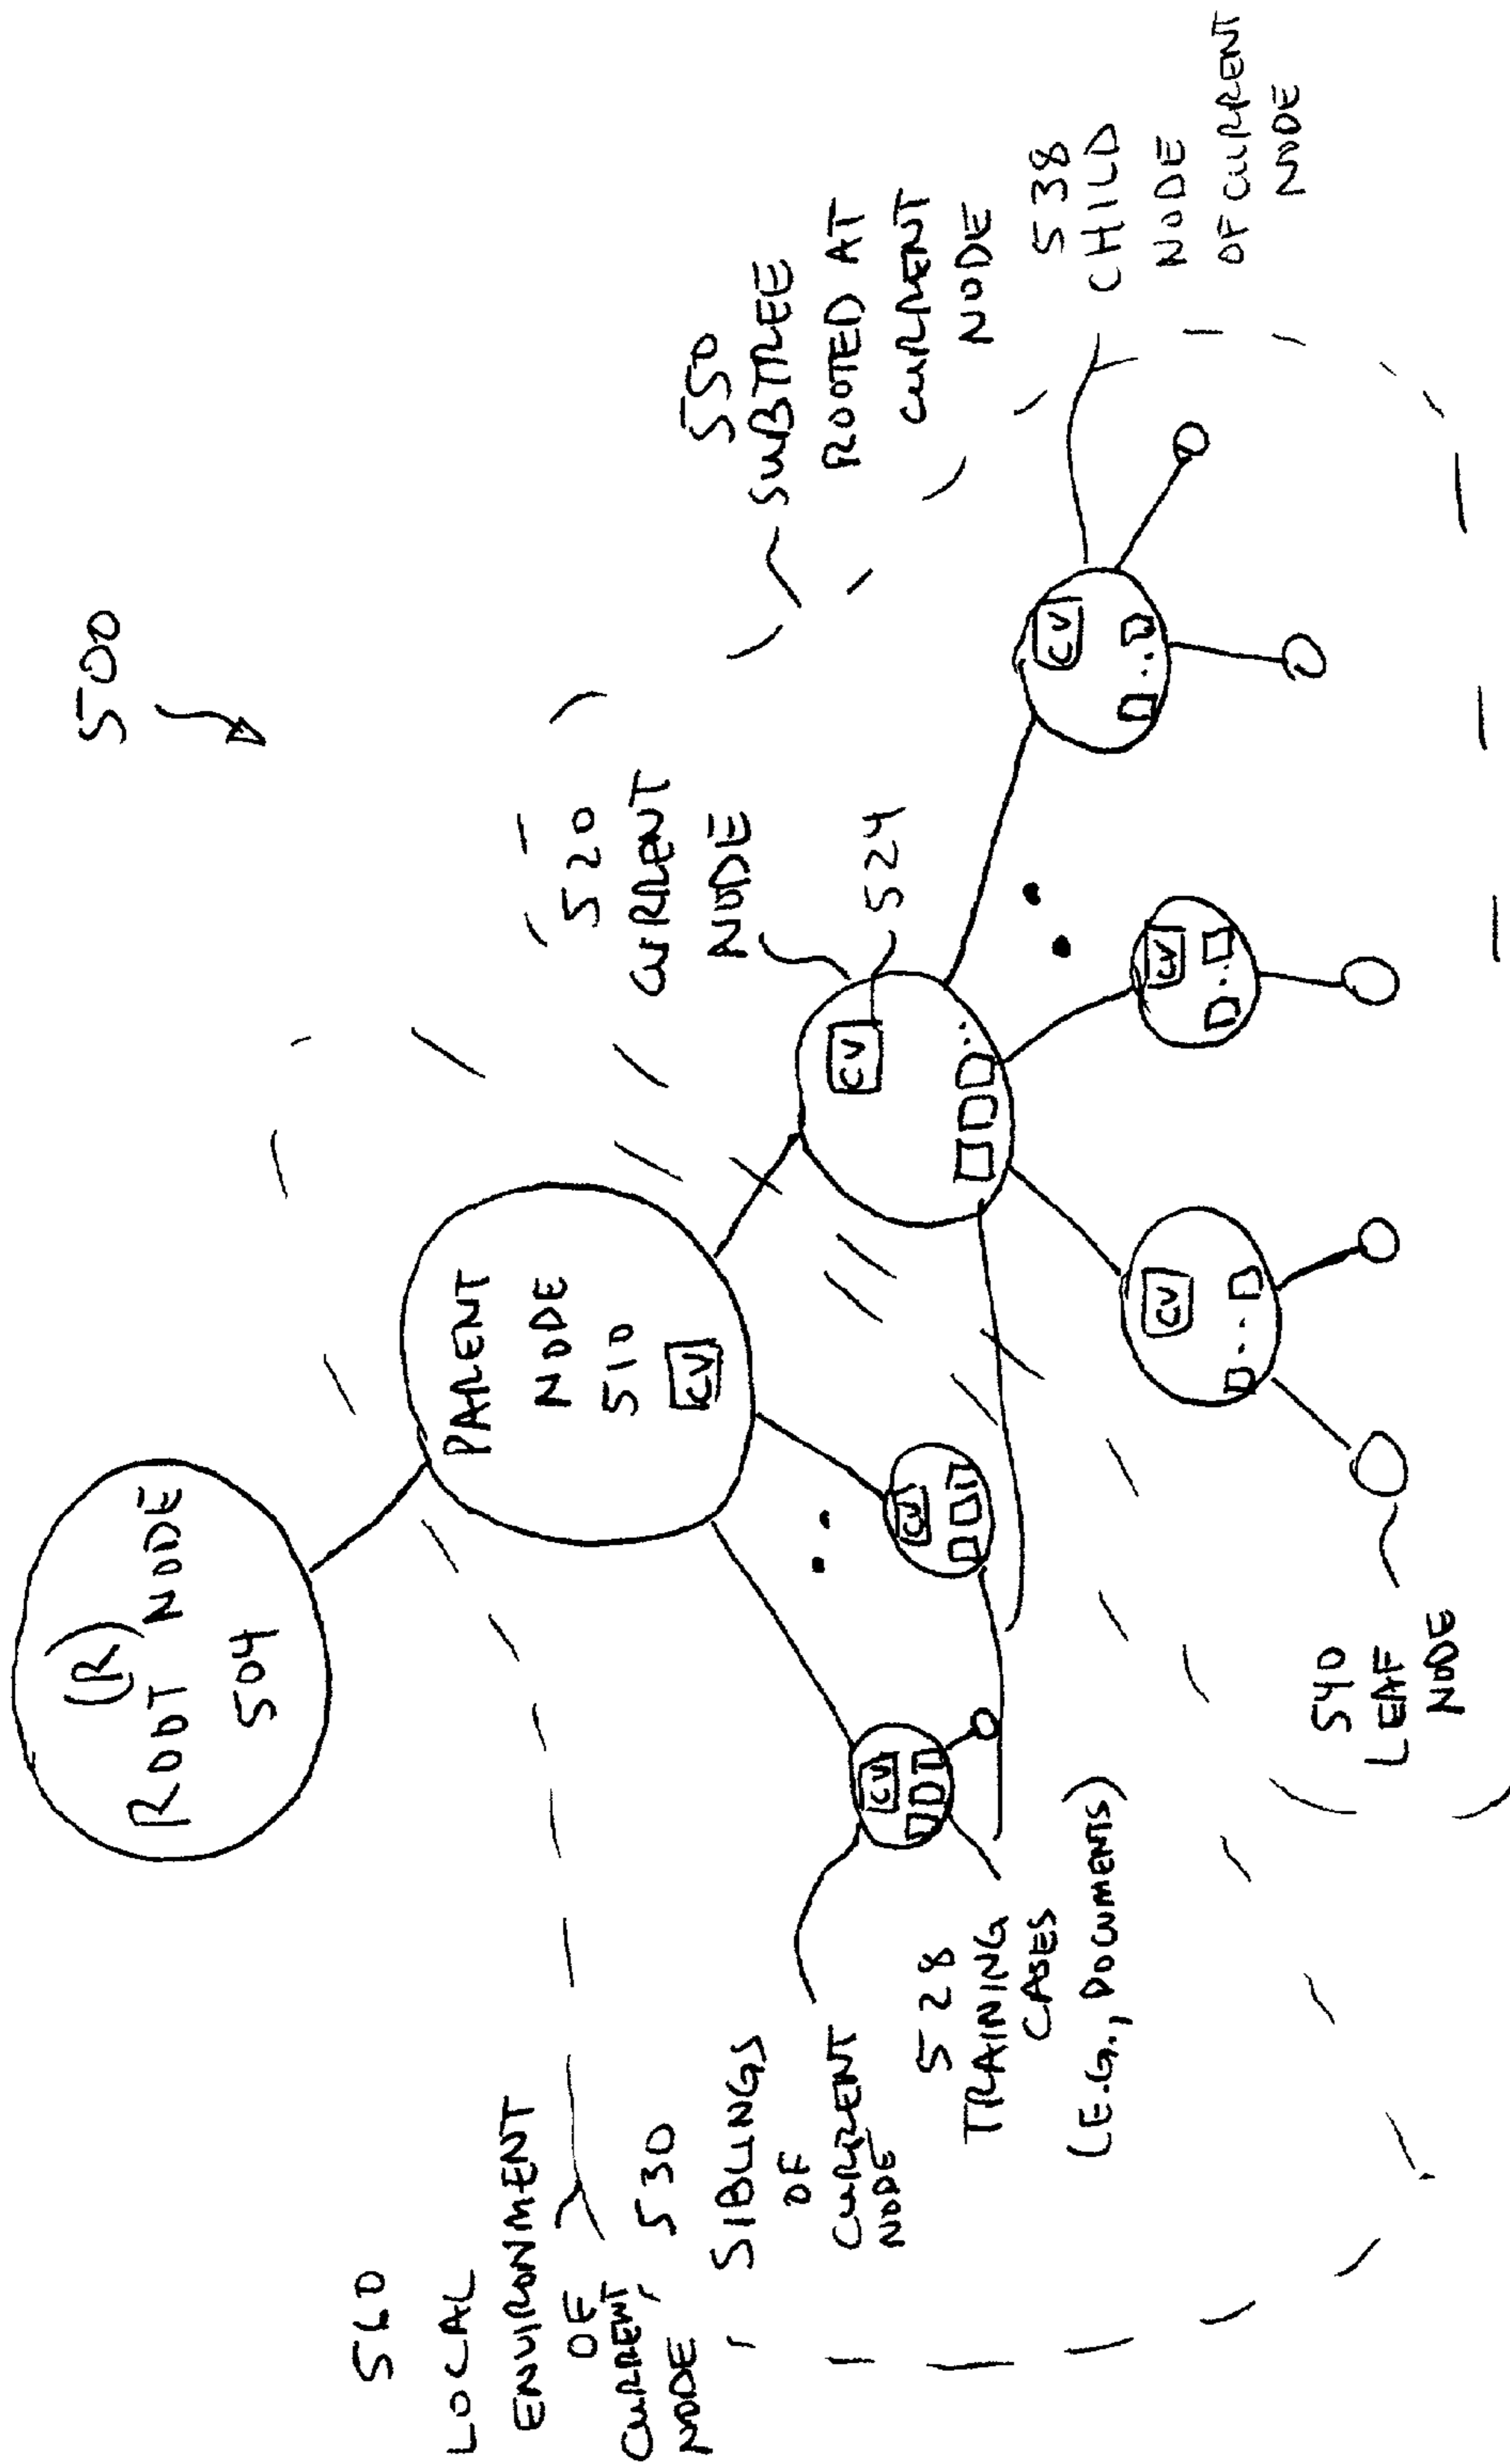 500
(R)
ROOT NODE
504
PARENT
NODE
510
CV
520
CURRENT
NODE
CV
524
550
SUBTREE
ROOTED AT
CURRENT
NODE
538
CHILD
NODE
OF CURRENT
NODE
560
LOCAL
ENVIRONMENT
OF
CURRENT
NODE
530
SIBLINGS
OF
CURRENT
NODE
CV
CV
528
TRAINING
CASES
(E.G., DOCUMENTS)
CV
CV
CV
540
LEAF
NODE